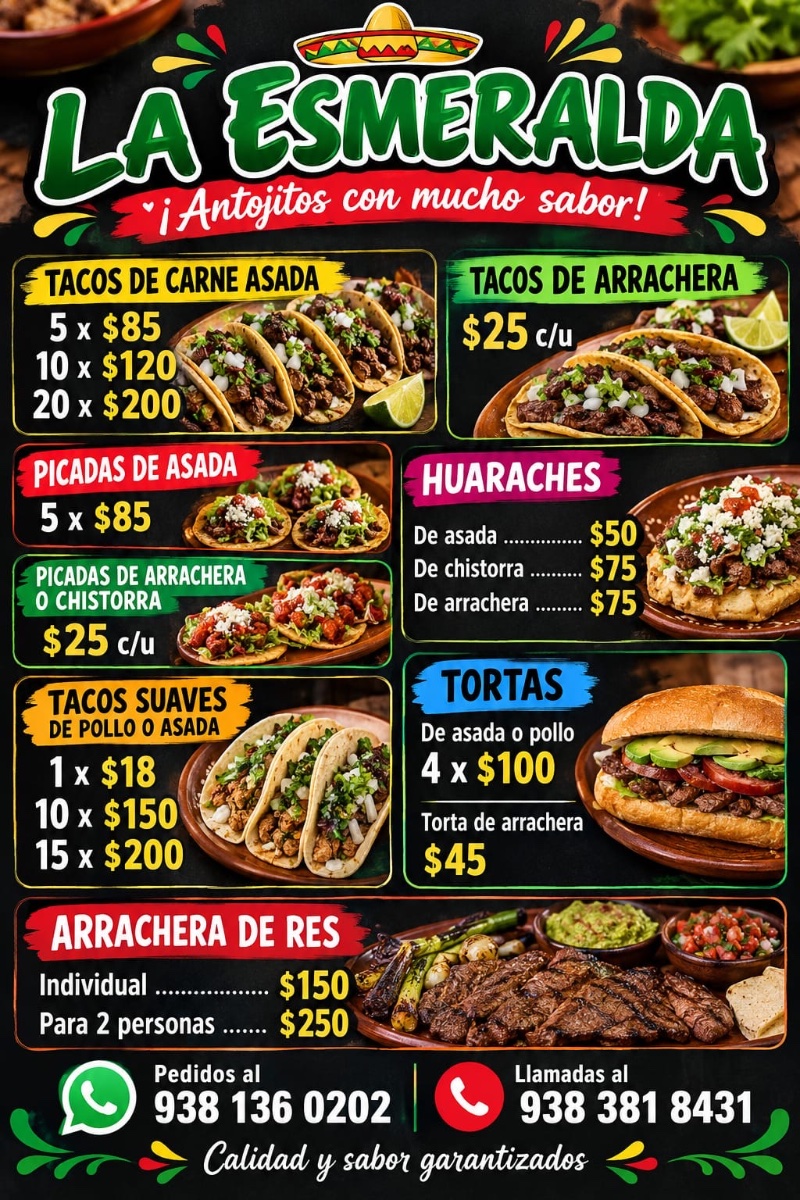 LA ESMERALDA
¡Antojitos con mucho sabor!
TACOS DE CARNE ASADA
5 x $85
10 x $120
20 x $200
TACOS DE ARRACHERA
$25 c/u
PICADAS DE ASADA
5 x $85
PICADAS DE ARRACHERA
O CHISTORRA
$25 c/u
HUARACHES
De asada ............... $50
De chistorra .......... $75
De arrachera ......... $75
TACOS SUAVES
DE POLLO O ASADA
1 x $18
10 x $150
15 x $200
TORTAS
De asada o pollo
4 x $100
Torta de arrachera
$45
ARRACHERA DE RES
Individual .................. $150
Para 2 personas ....... $250
Pedidos al
938 136 0202
Llamadas al
938 381 8431
Calidad y sabor garantizados